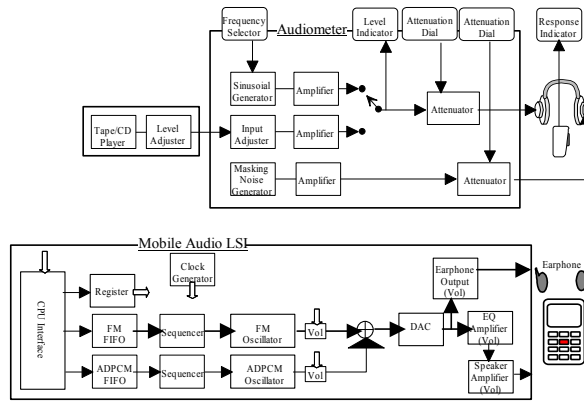 Frequency
Selector
Audiometer
Level
Indicator
Attenuation
Dial
Attenuation
Dial
Response
Indicator
Sinusoial
Generator
Amplifier
Attenuator
Tape/CD
Player
Level
Adjuster
Input
Adjuster
Amplifier
Masking
Noise
Generator
Amplifier
Attenuator
Mobile Audio LSI
CPU Interface
Register
Clock
Generator
Earphone
Output
(Vol)
Earphone
FM
FIFO
Sequencer
FM
Oscillator
Vol
DAC
EQ
Amplifier
(Vol)
ADPCM
FIFO
Sequencer
ADPCM
Oscillator
Vol
Speaker
Amplifier
(Vol)